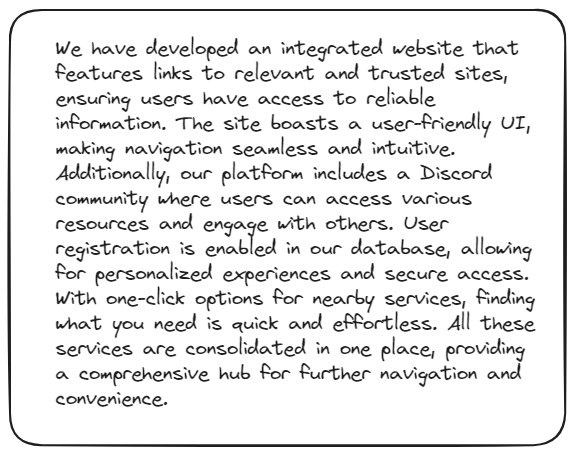 We have developed an integrated website that
features links to relevant and trusted sites,
ensuring users have access to reliable
information. The site boasts a user-friendly UI,
making navigation seamless and intuitive.
Additionally, our platform includes a Discord
community where users can access various
resources and engage with others. User
registration is enabled in our database, allowing
for personalized experiences and secure access.
With one-click options for nearby services, finding
what you need is quick and effortless. All these
services are consolidated in one place, providing
a comprehensive hub for further navigation and
convenience.